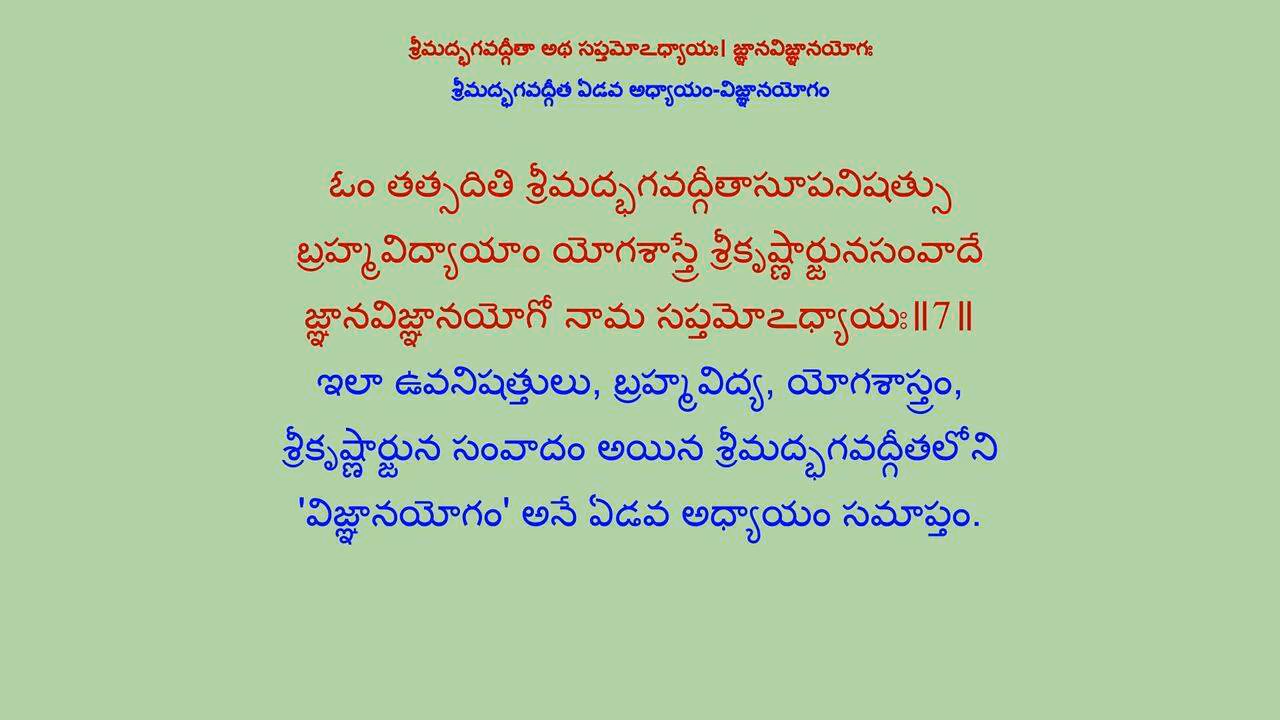 శ్రీమద్భగవద్గీతా అథ సప్తమోఽధ్యాయః। జ్ఞానవిజ్ఞానయోగః
శ్రీమద్భగవద్గీత ఏడవ అధ్యాయం-విజ్ఞానయోగం
ఓం తత్సదితి శ్రీమద్భగవద్గీతాసూపనిషత్సు
బ్రహ్మవిద్యాయాం యోగశాస్త్రే శ్రీకృష్ణార్జునసంవాదే
జ్ఞానవిజ్ఞానయోగో నామ సప్తమోఽధ్యాయః॥7॥
ఇలా ఉవనిషత్తులు, బ్రహ్మవిద్య, యోగశాస్త్రం,
శ్రీకృష్ణార్జున సంవాదం అయిన శ్రీమద్భగవద్గీతలోని
'విజ్ఞానయోగం' అనే ఏడవ అధ్యాయం సమాప్తం.